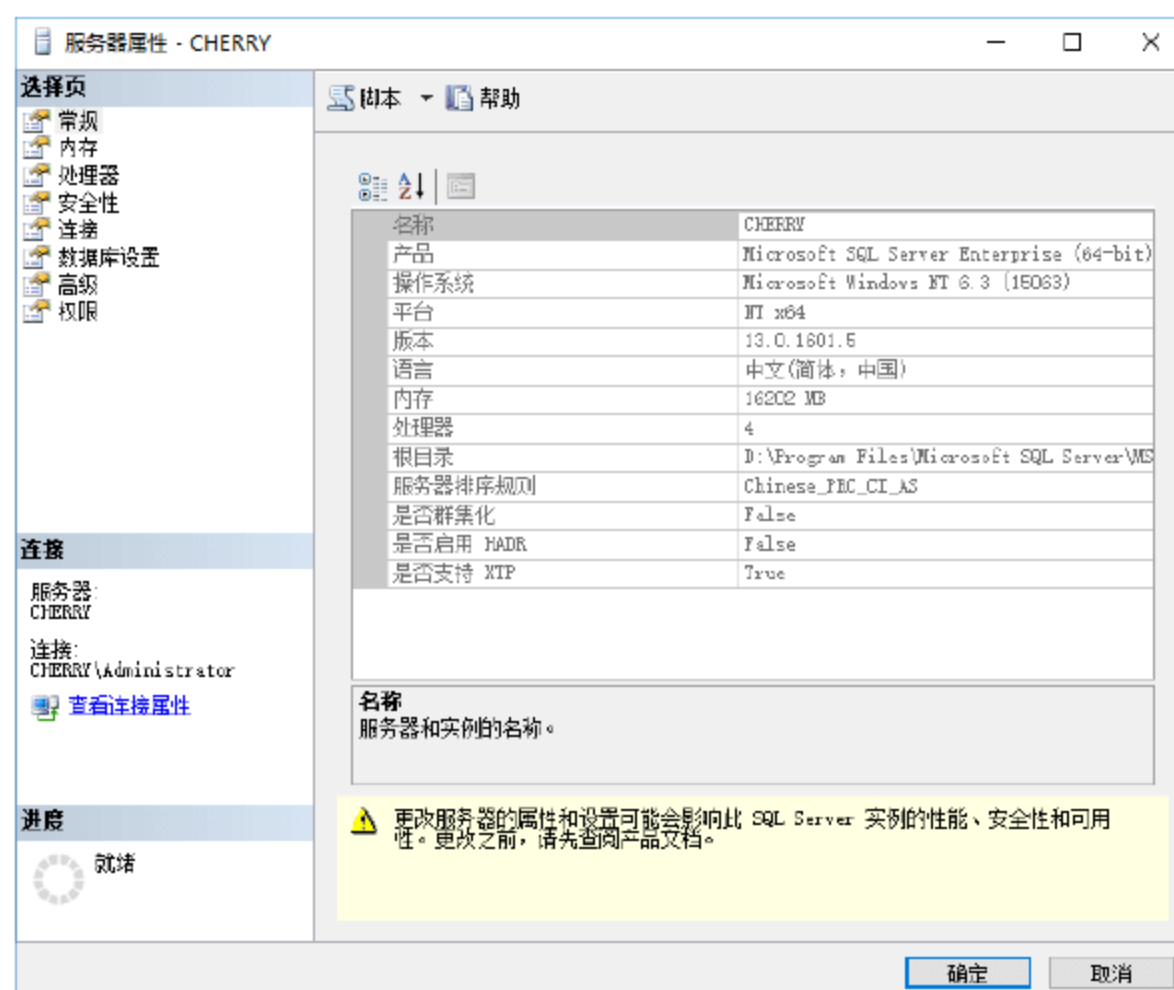 服务器属性 - CHERRY
选择页
常规
内存
处理器
安全性
连接
数据库设置
高级
权限
连接
服务器:
CHERRY
连接:
CHERRY\Administrator
查看连接属性
进度
就绪
脚本 帮助
名称 CHERRY
产品 Microsoft SQL Server Enterprise (64-bit)
操作系统 Microsoft Windows NT 6.3 (15063)
平台 NT x64
版本 13.0.1601.5
语言 中文(简体，中国)
内存 16202 MB
处理器 4
根目录 D:\Program Files\Microsoft SQL Server\MS
服务器排序规则 Chinese_PRC_CI_AS
是否群集化 False
是否启用 HADR False
是否支持 XTP True
名称
服务器和实例的名称。
更改服务器的属性和设置可能会影响此 SQL Server 实例的性能、安全性和可用
性。更改之前，请先查阅产品文档。
确定 取消